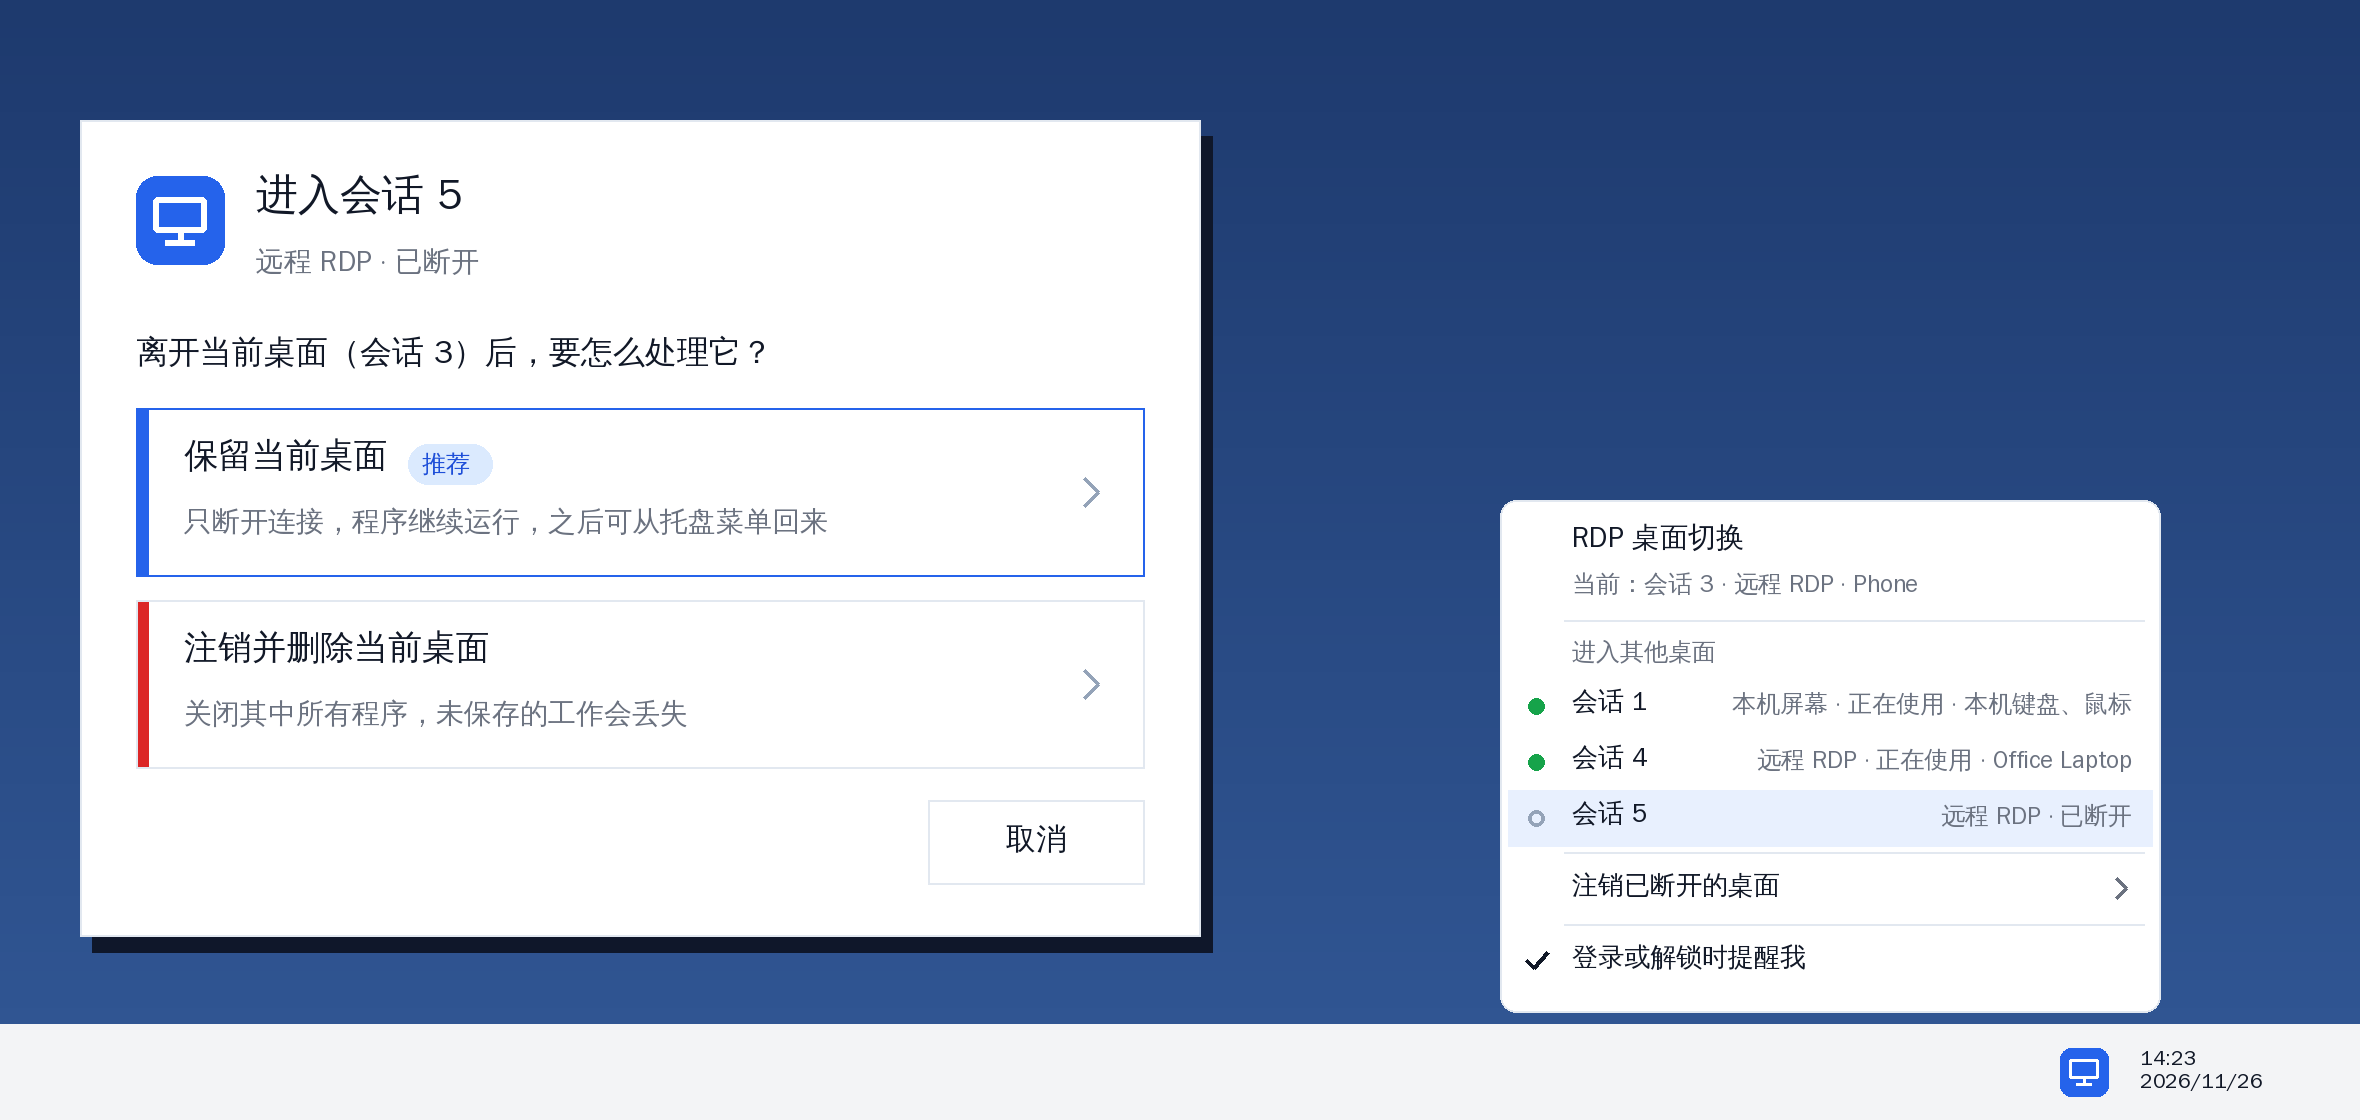 进入会话 5
远程 RDP · 已断开
离开当前桌面（会话 3）后，要怎么处理它？
保留当前桌面 推荐
只断开连接，程序继续运行，之后可从托盘菜单回来
注销并删除当前桌面
关闭其中所有程序，未保存的工作会丢失
取消
RDP 桌面切换
当前：会话 3 · 远程 RDP · Phone
进入其他桌面
会话 1 本机屏幕 · 正在使用 · 本机键盘、鼠标
会话 4 远程 RDP · 正在使用 · Office Laptop
会话 5 远程 RDP · 已断开
注销已断开的桌面
登录或解锁时提醒我
14:23
2026/11/26